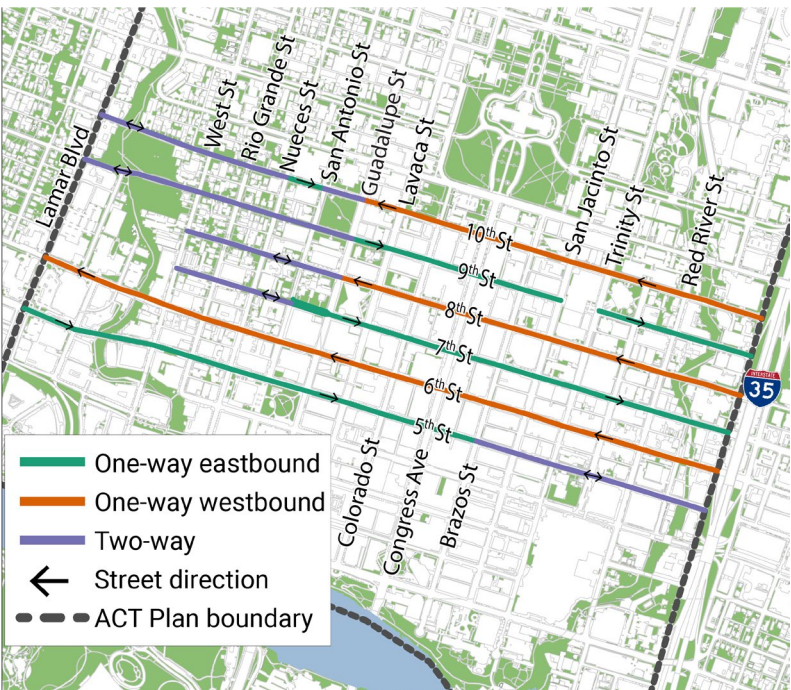 Lamar Blvd
West St
Rio Grande St
Nueces St
San Antonio St
Guadalupe St
Lavaca St
San Jacinto St
Trinity St
Red River St
10th St
9th St
8th St
7th St
6th St
5th St
INTERSTATE
35
Colorado St
Congress Ave
Brazos St
One-way eastbound
One-way westbound
Two-way
Street direction
ACT Plan boundary